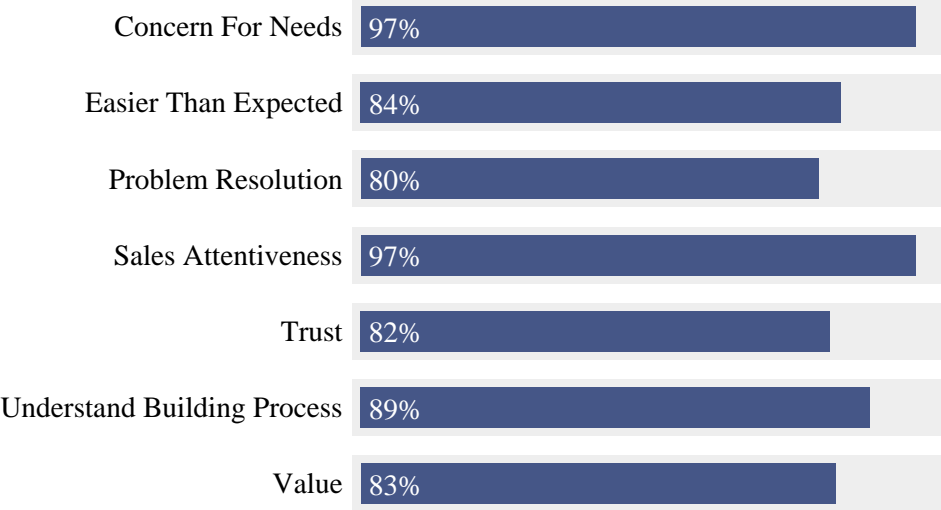 Concern For Needs 97%
Easier Than Expected 84%
Problem Resolution 80%
Sales Attentiveness 97%
Trust 82%
Understand Building Process 89%
Value 83%